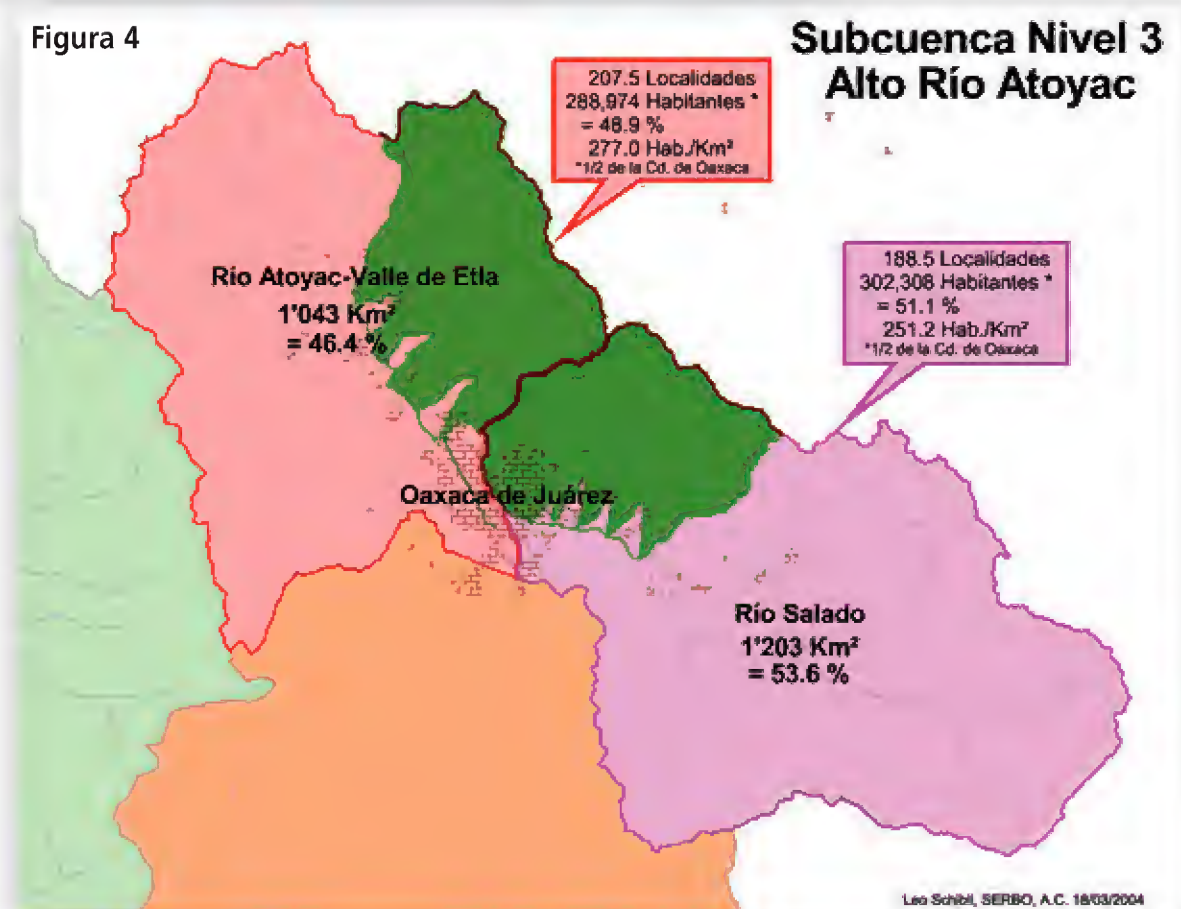 Figura 4
Subcuenca Nivel 3
Alto Río Atoyac
207.5 Localidades
288,974 Habitantes *
= 48.9 %
277.0 Hab./Km²
*1/2 de la Cd. de Oaxaca
188.5 Localidades
302,308 Habitantes *
= 51.1 %
251.2 Hab./Km²
*1/2 de la Cd. de Oaxaca
Río Atoyac-Valle de Etla
1'043 Km²
= 46.4 %
Oaxaca de Juárez
Río Salado
1'203 Km²
= 53.6 %
Leo Schibli, SERBO, A.C. 18/03/2004